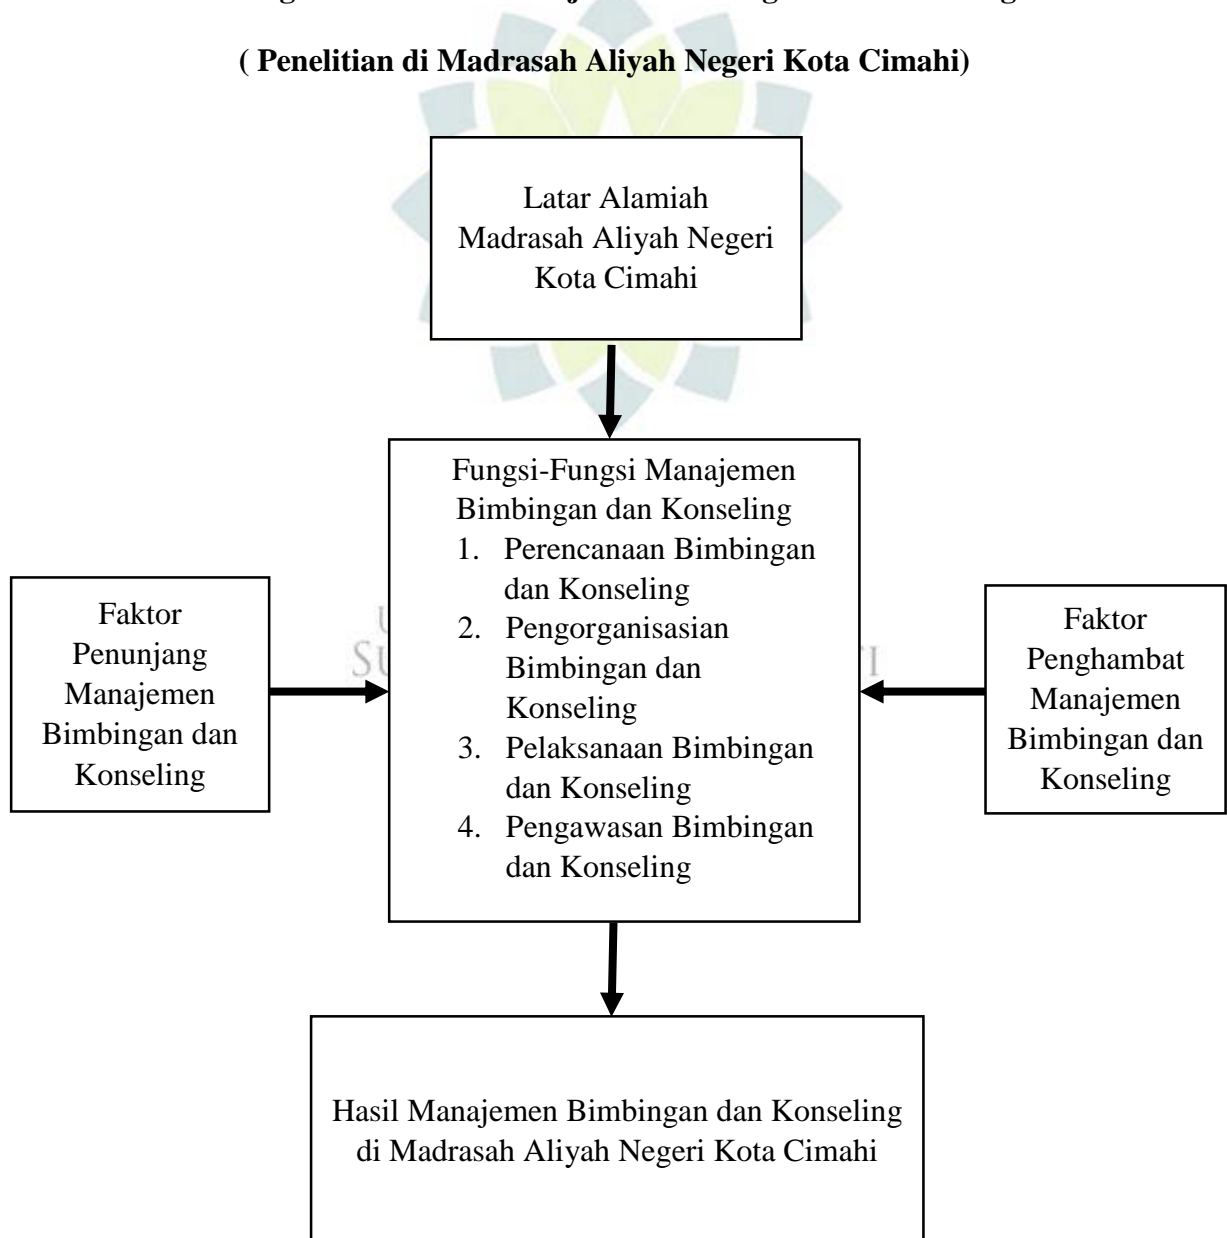 ( Penelitian di Madrasah Aliyah Negeri Kota Cimahi)
Latar Alamiah
Madrasah Aliyah Negeri
Kota Cimahi
Fungsi-Fungsi Manajemen
Bimbingan dan Konseling
1. Perencanaan Bimbingan
dan Konseling
2. Pengorganisasian
Bimbingan dan
Konseling
3. Pelaksanaan Bimbingan
dan Konseling
4. Pengawasan Bimbingan
dan Konseling
Faktor
Penunjang
Manajemen
Bimbingan dan
Konseling
Faktor
Penghambat
Manajemen
Bimbingan dan
Konseling
Hasil Manajemen Bimbingan dan Konseling
di Madrasah Aliyah Negeri Kota Cimahi